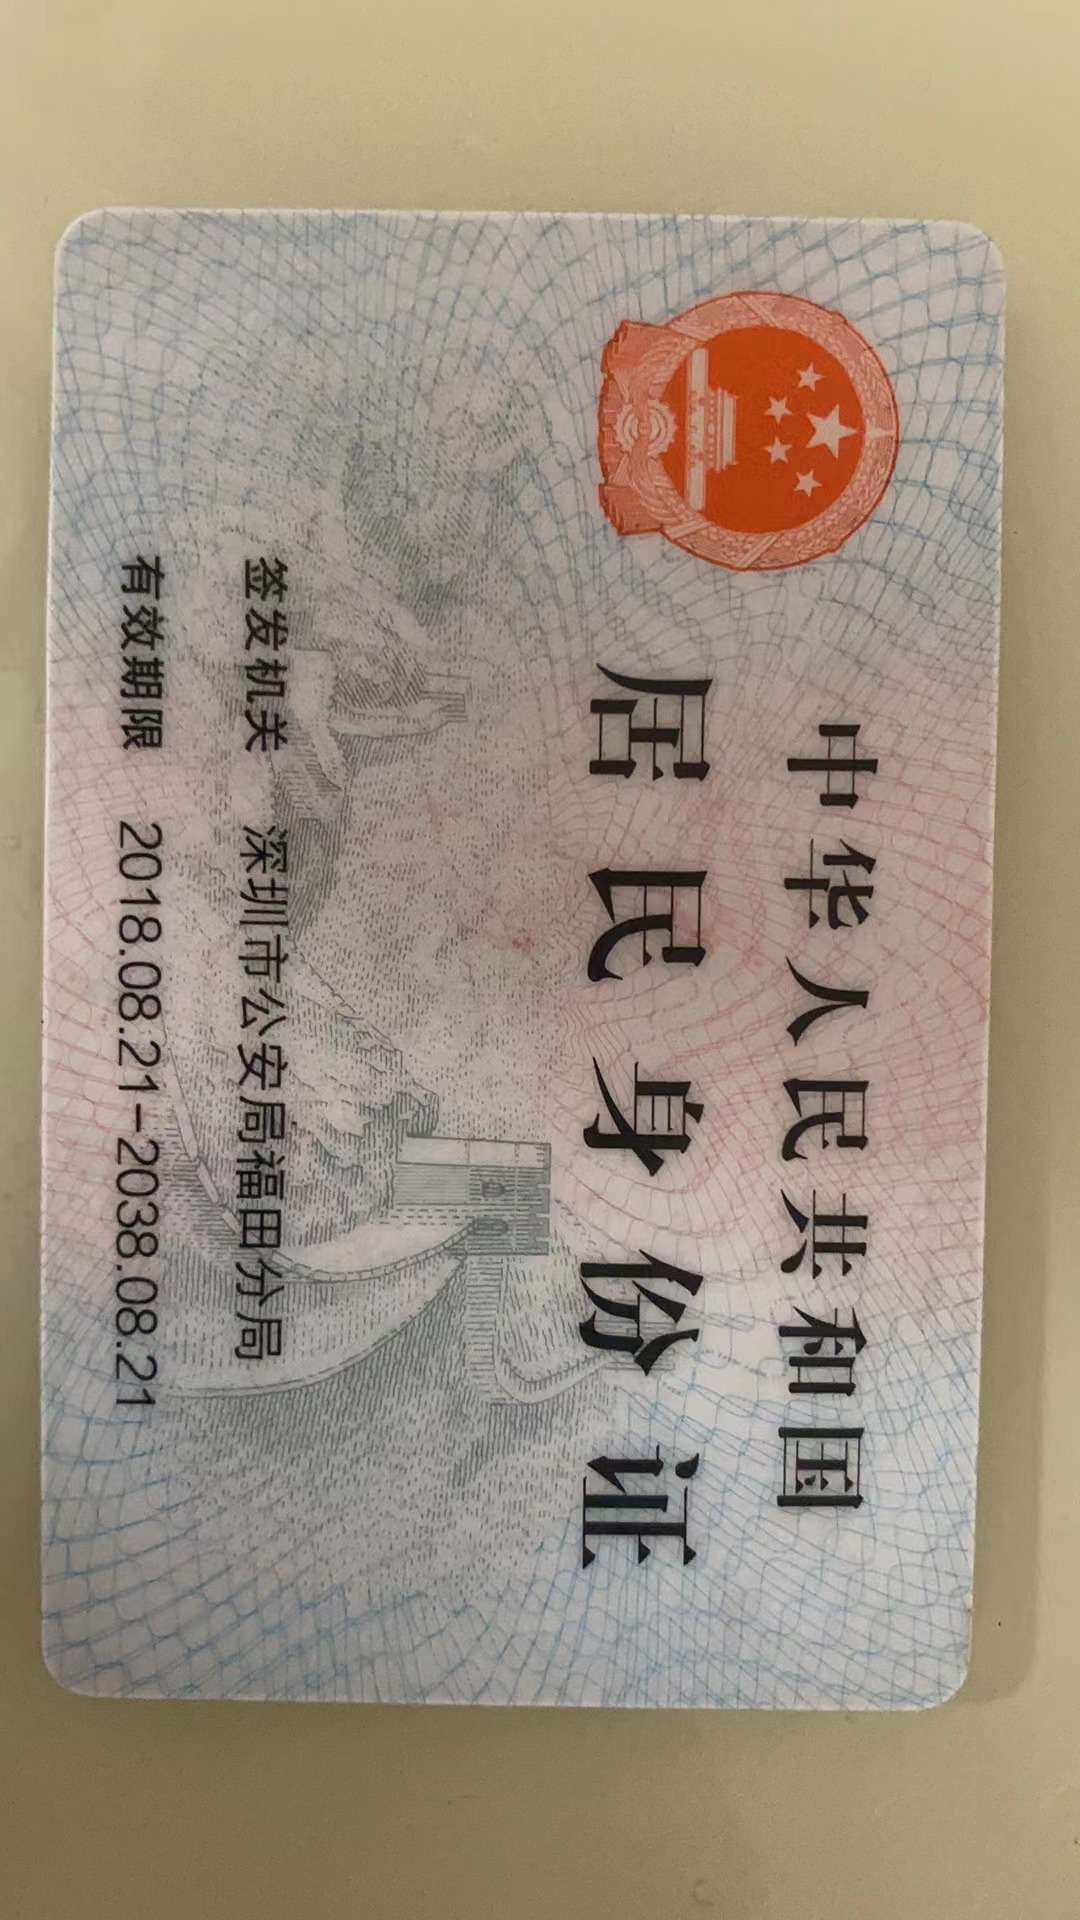 中华人民共和国
居民身份证
签发机关 深圳市公安局福田分局
有效期限 2018.08.21-2038.08.21